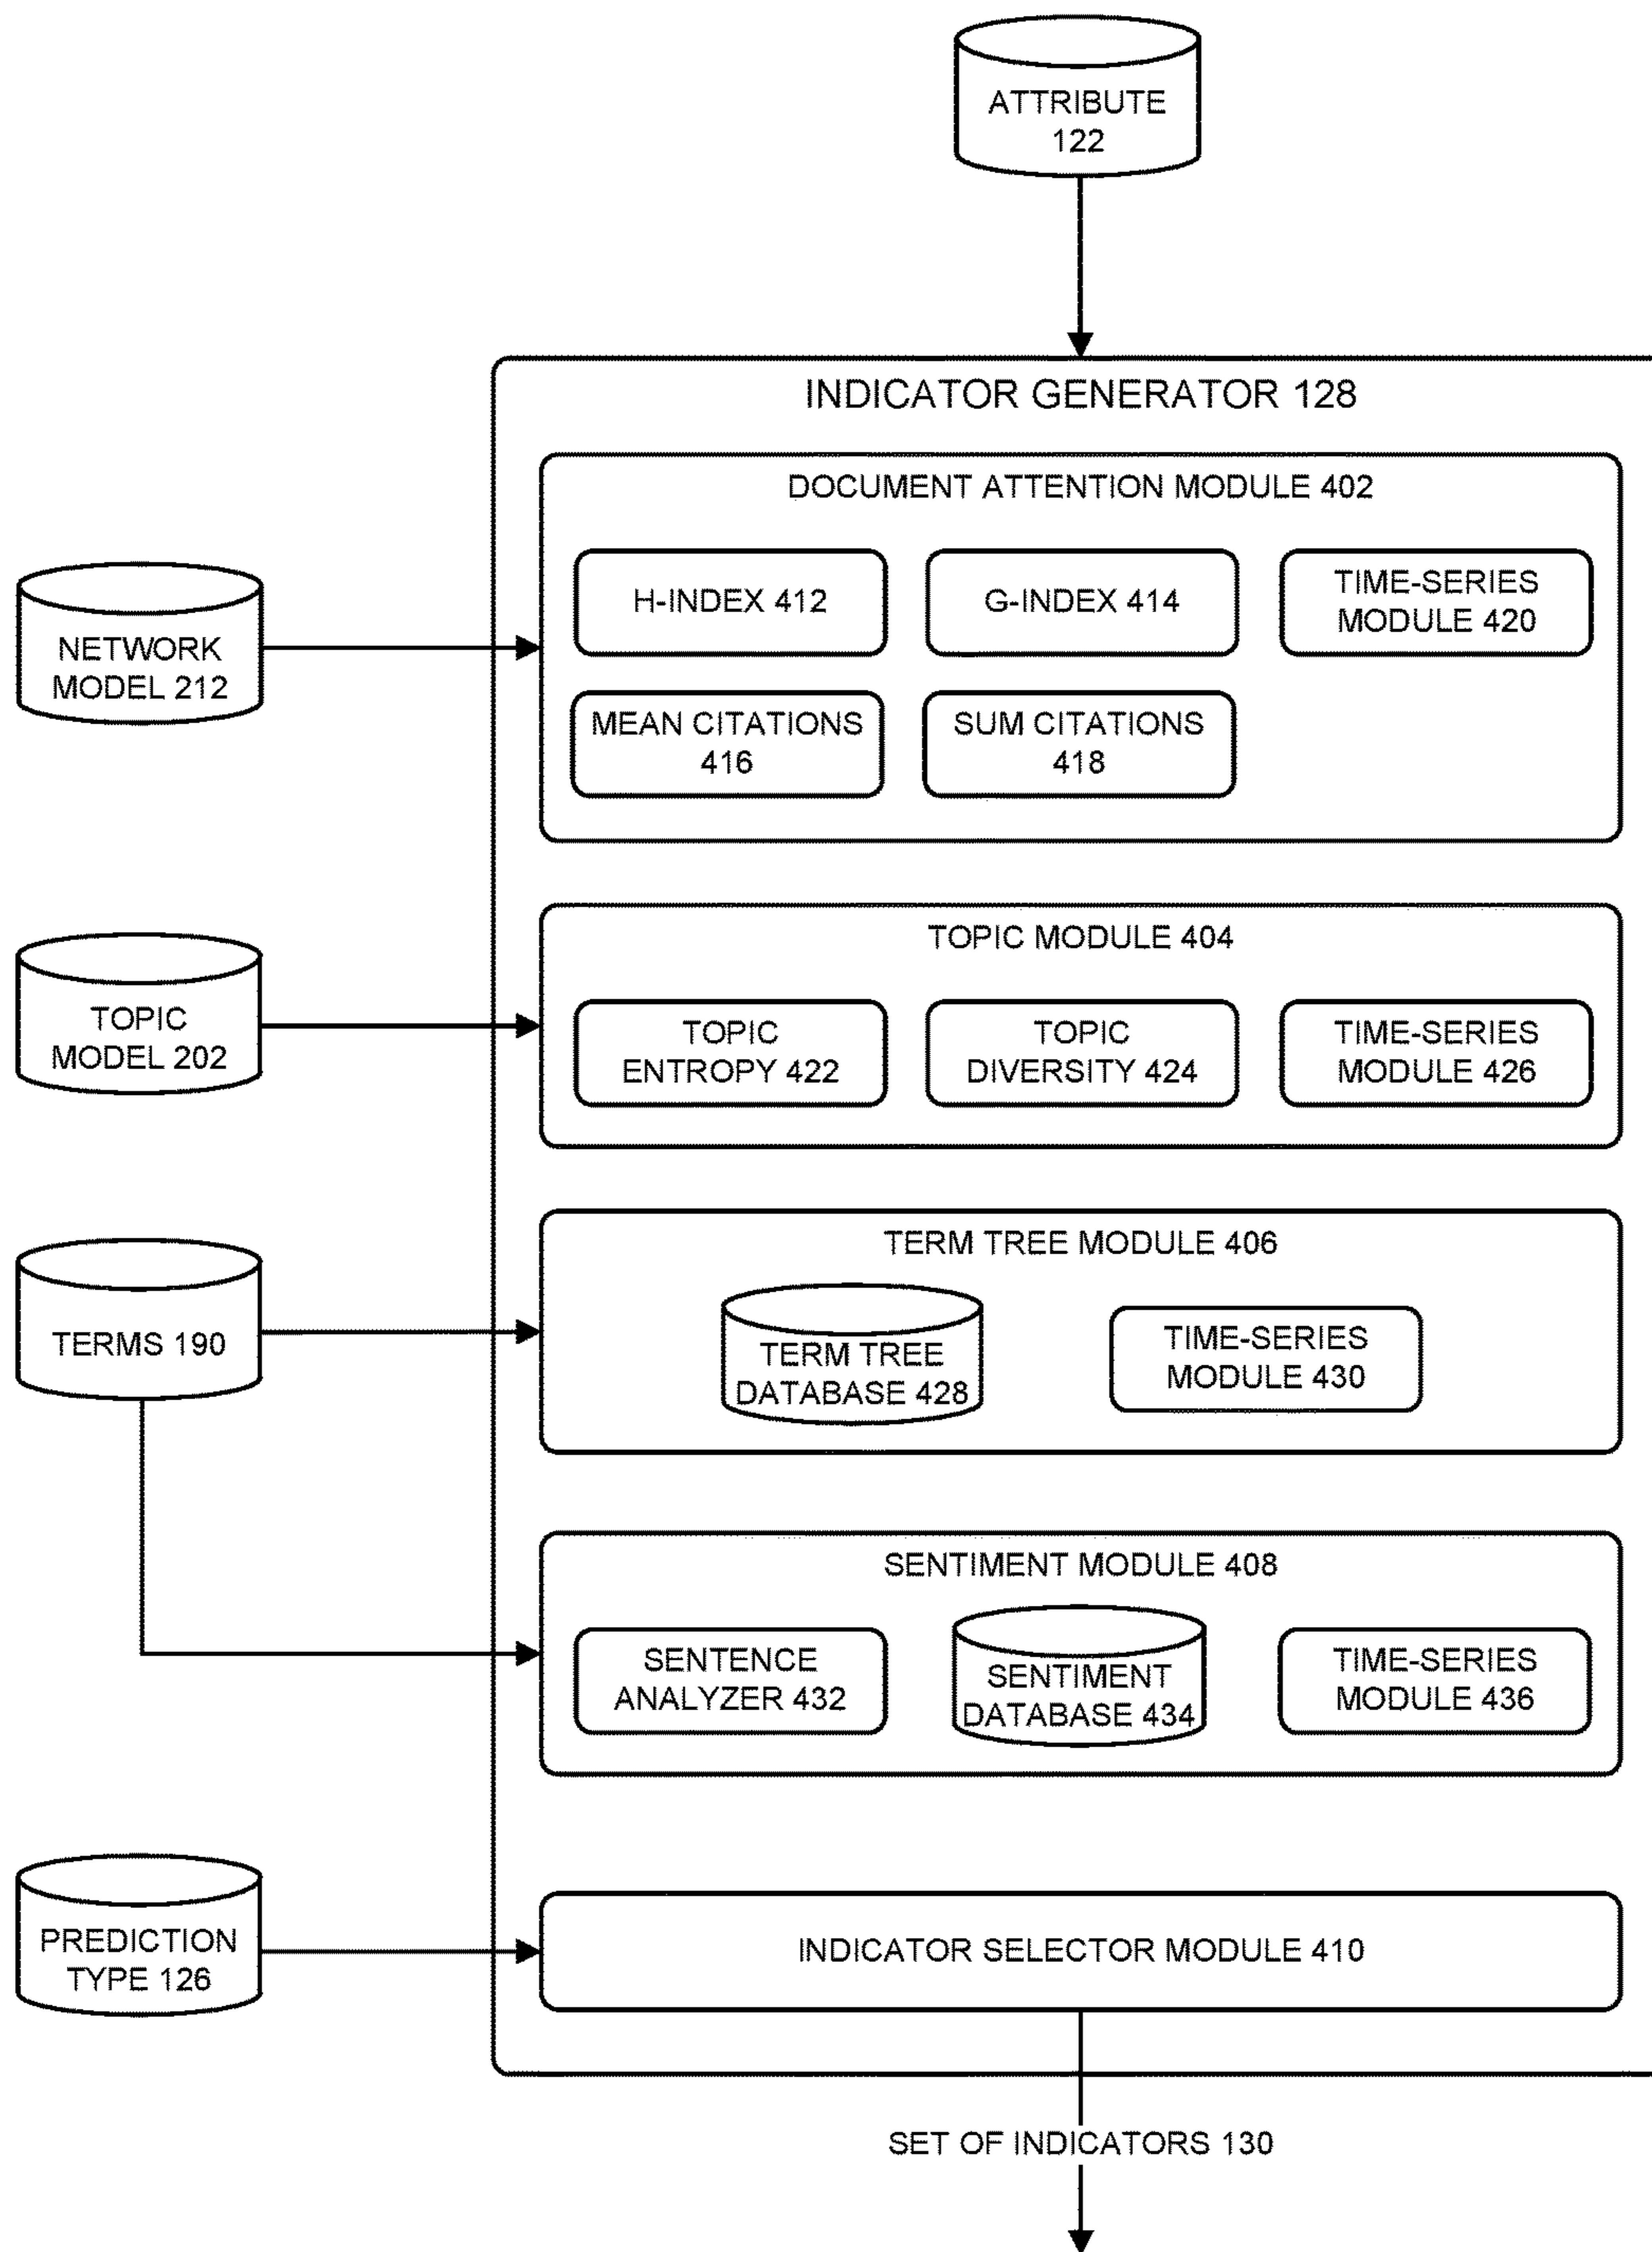 ATTRIBUTE
122
INDICATOR GENERATOR 128
DOCUMENT ATTENTION MODULE 402
H-INDEX 412
G-INDEX 414
TIME-SERIES
MODULE 420
NETWORK
MODEL 212
MEAN CITATIONS
416
SUM CITATIONS
418
TOPIC MODULE 404
TOPIC
MODEL 202
TOPIC
ENTROPY 422
TOPIC
DIVERSITY 424
TIME-SERIES
MODULE 426
TERM TREE MODULE 406
TERMS 190
TERM TREE
DATABASE 428
TIME-SERIES
MODULE 430
SENTIMENT MODULE 408
SENTENCE
ANALYZER 432
SENTIMENT
DATABASE 434
TIME-SERIES
MODULE 436
PREDICTION
TYPE 126
INDICATOR SELECTOR MODULE 410
SET OF INDICATORS 130